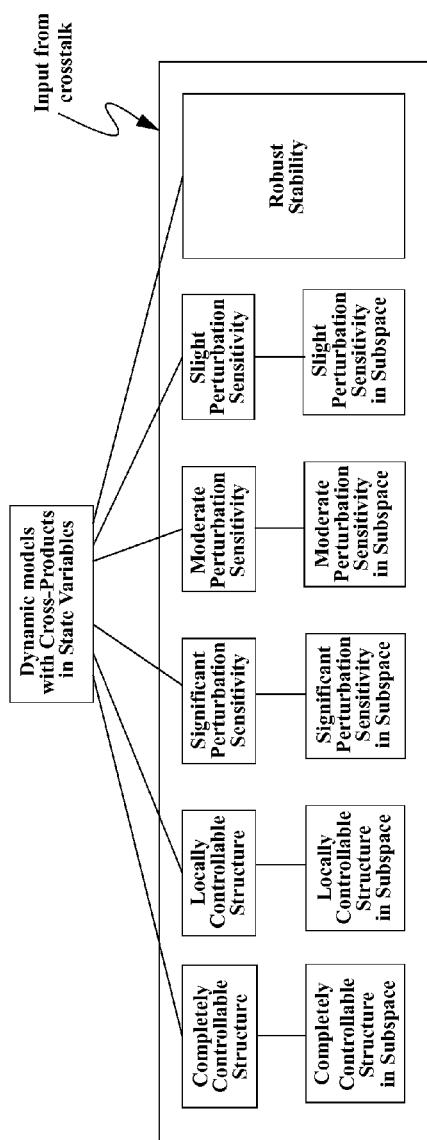 Dynamic models
with Cross-Products
in State Variables
Input from
crosstalk
Completely
Controllable
Structure
Locally
Controllable
Structure
Significant
Perturbation
Sensitivity
Moderate
Perturbation
Sensitivity
Slight
Perturbation
Sensitivity
Robust
Stability
Completely
Controllable
Structure
in Subspace
Locally
Controllable
Structure
in Subspace
Significant
Perturbation
Sensitivity
in Subspace
Moderate
Perturbation
Sensitivity
in Subspace
Slight
Perturbation
Sensitivity
in Subspace